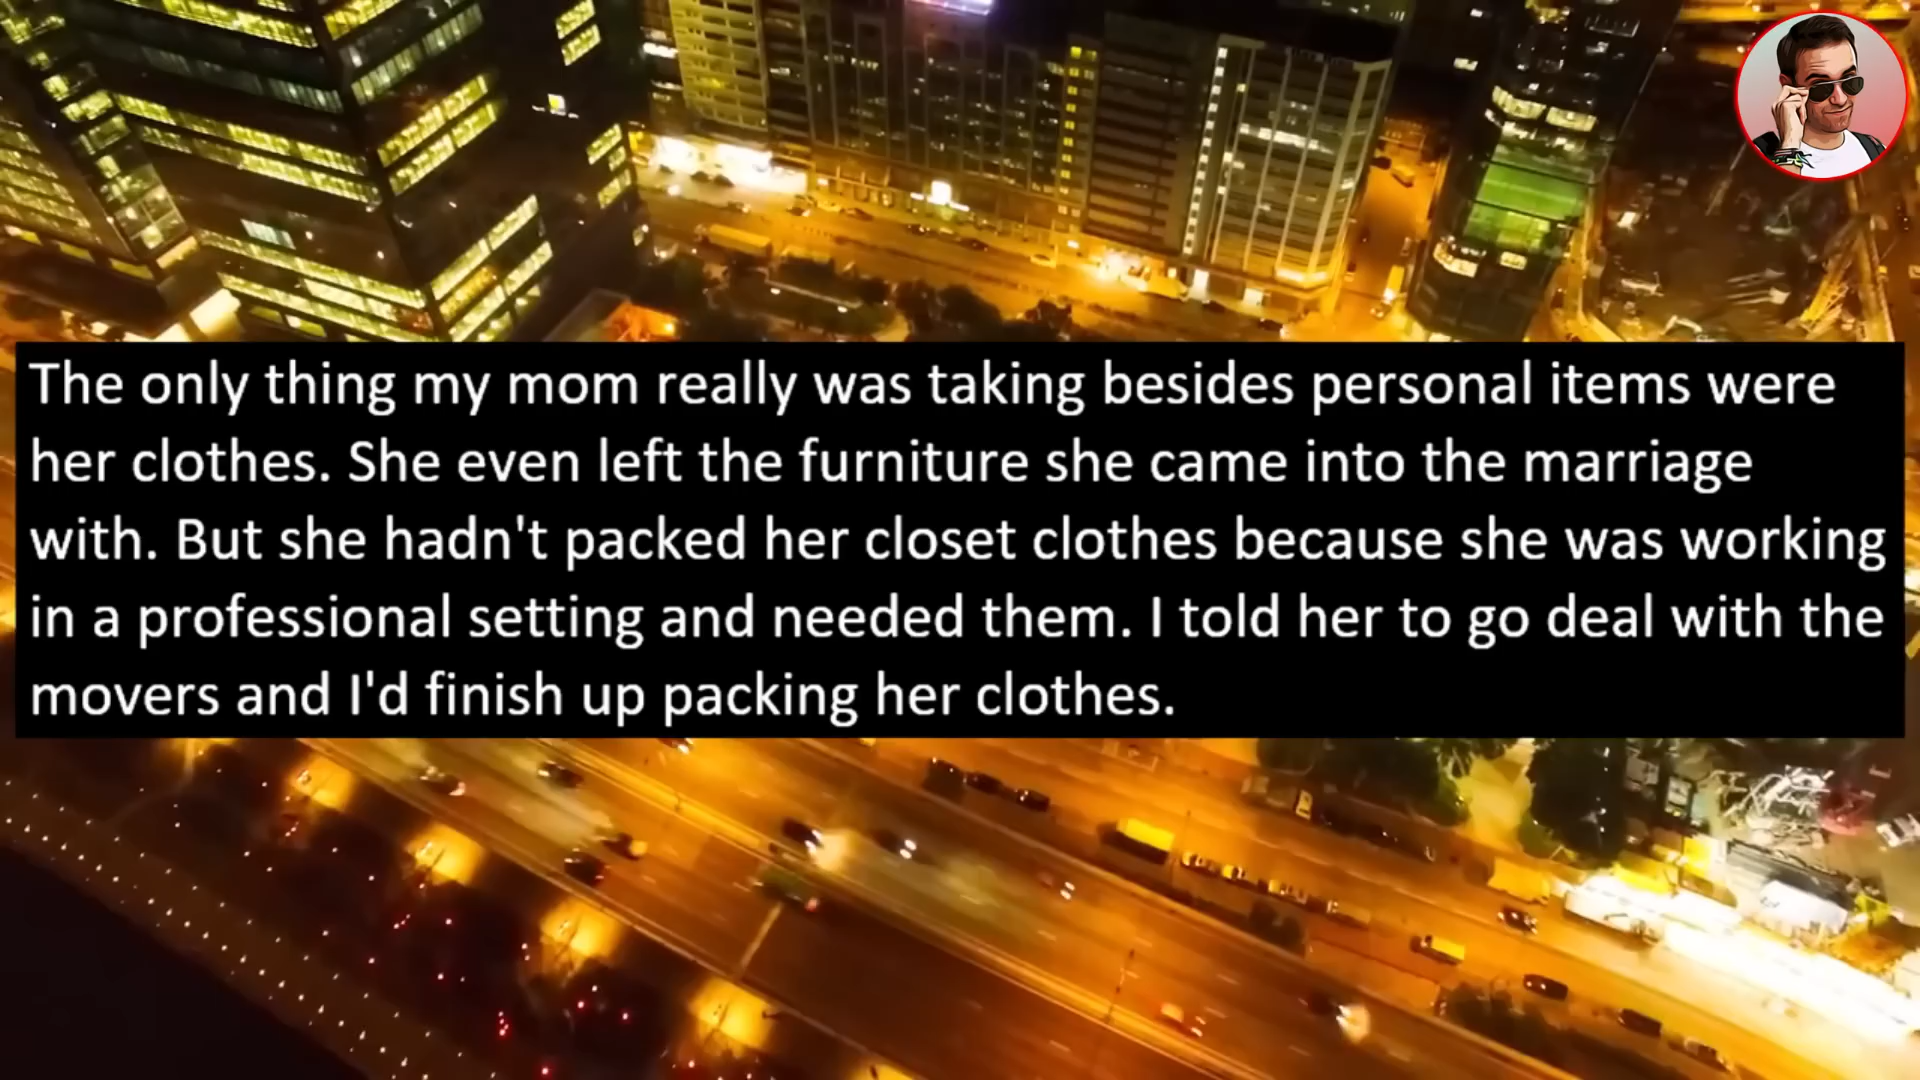 The only thing my mom really was taking besides personal items were
her clothes. She even left the furniture she came into the marriage
with. But she hadn't packed her closet clothes because she was working
in a professional setting and needed them. I told her to go deal with the
movers and I'd finish up packing her clothes.